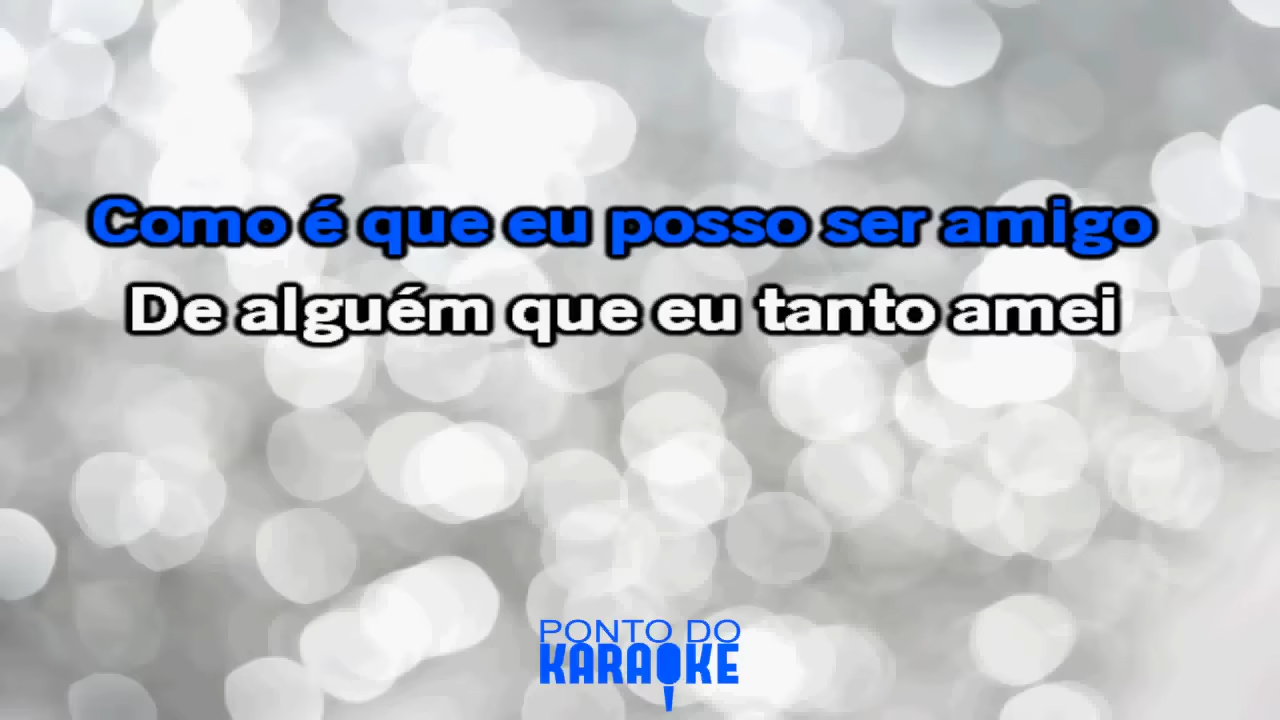 Como é que eu posso ser amigo
De alguém que eu tanto amei
PONTO DO
KARAOKE